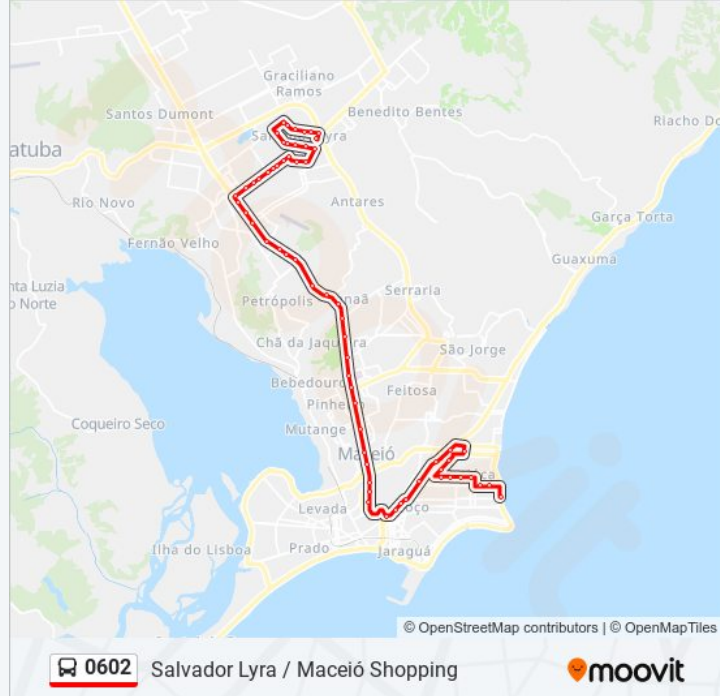 Graciliano
Ramos
Santos Dumont
Benedito Bentes
Riacho Do
atuba
Rio Novo
Antares
Garça Torta
Fernão Velho
Guaxuma
nta Luzia
o Norte
Serraria
Petrópolis
Chã da Jaqueira
São Jorge
Bebedouro
Feitosa
Pinheiro
Coqueiro Seco
Mutange
Maceió
Levada
Ilha do Lisboa
Prado
Jaraguá
© OpenStreetMap contributors | © OpenMapTiles
0602 Salvador Lyra / Maceió Shopping
moovit